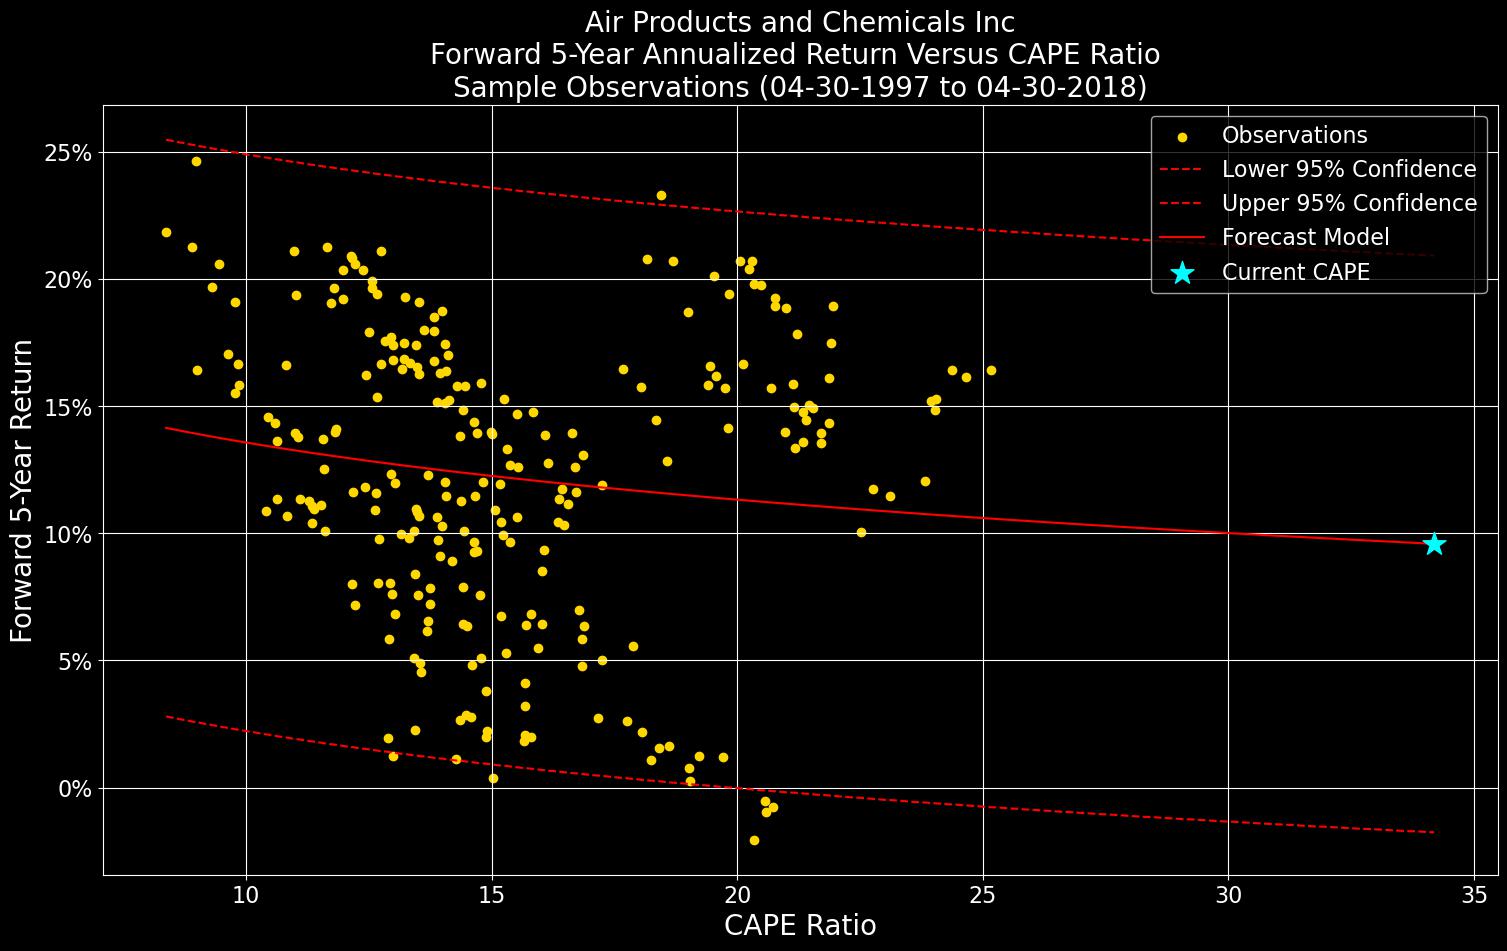 Air Products and Chemicals Inc
Forward 5-Year Annualized Return Versus CAPE Ratio
Sample Observations (04-30-1997 to 04-30-2018)
Observations
Lower 95% Confidence
Upper 95% Confidence
Forecast Model
Current CAPE
Forward 5-Year Return
25%
20%
15%
10%
5%
0%
10
15
20
25
30
35
CAPE Ratio